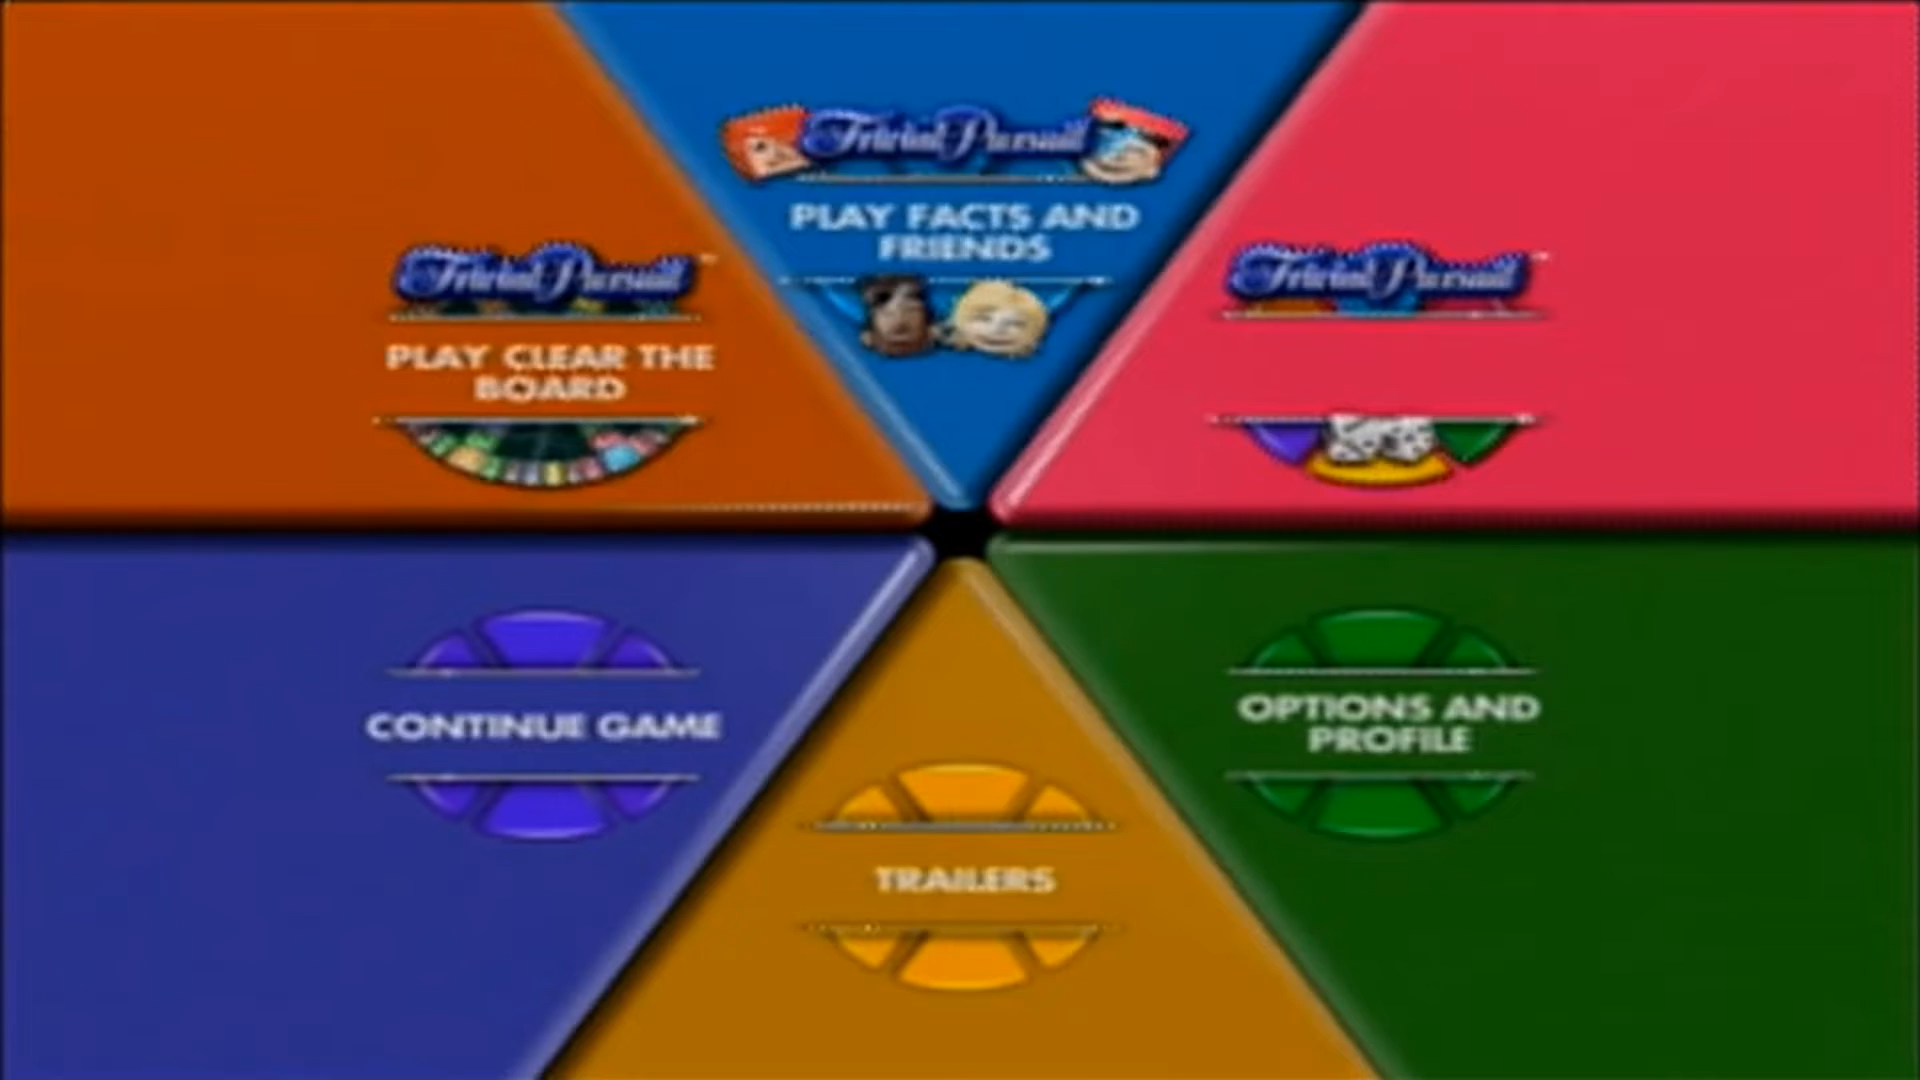 Trivial Pursuit
PLAY FACTS AND
FRIENDS
Trivial Pursuit
PLAY CLEAR THE
BOARD
Trivial Pursuit
CONTINUE GAME
OPTIONS AND
PROFILE
TRAILERS